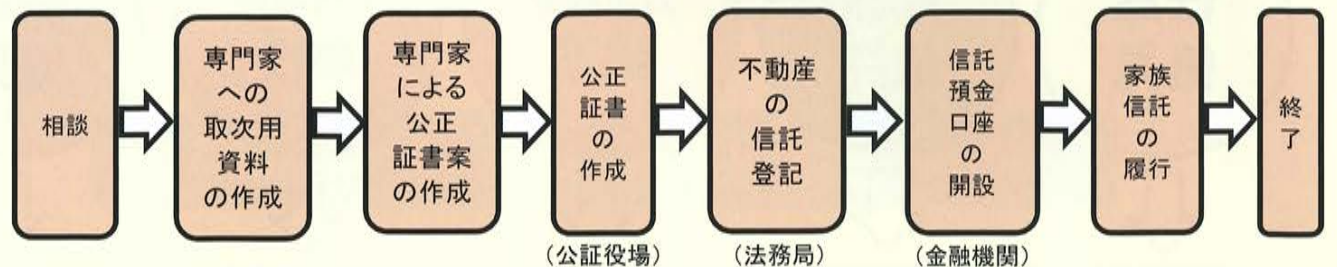 相談
専門家
への
取次用
資料
の作成
専門家
による
公正
証書案
の作成
公正
証書
の
作成
(公証役場)
不動産
の
信託
登記
(法務局)
信託
預金
口座
の
開設
(金融機関)
家族
信託
の
履行
終
了